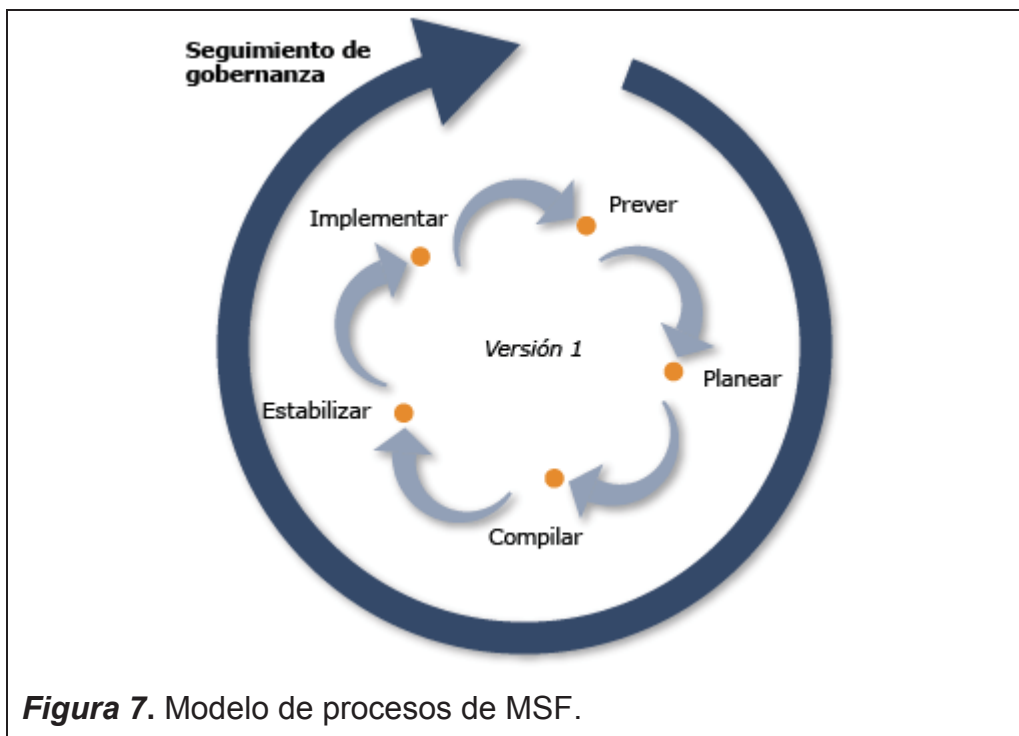 Seguimiento de
gobernanza
Implementar
Prever
Versión 1
Planear
Estabilizar
Compilar
Figura 7. Modelo de procesos de MSF.